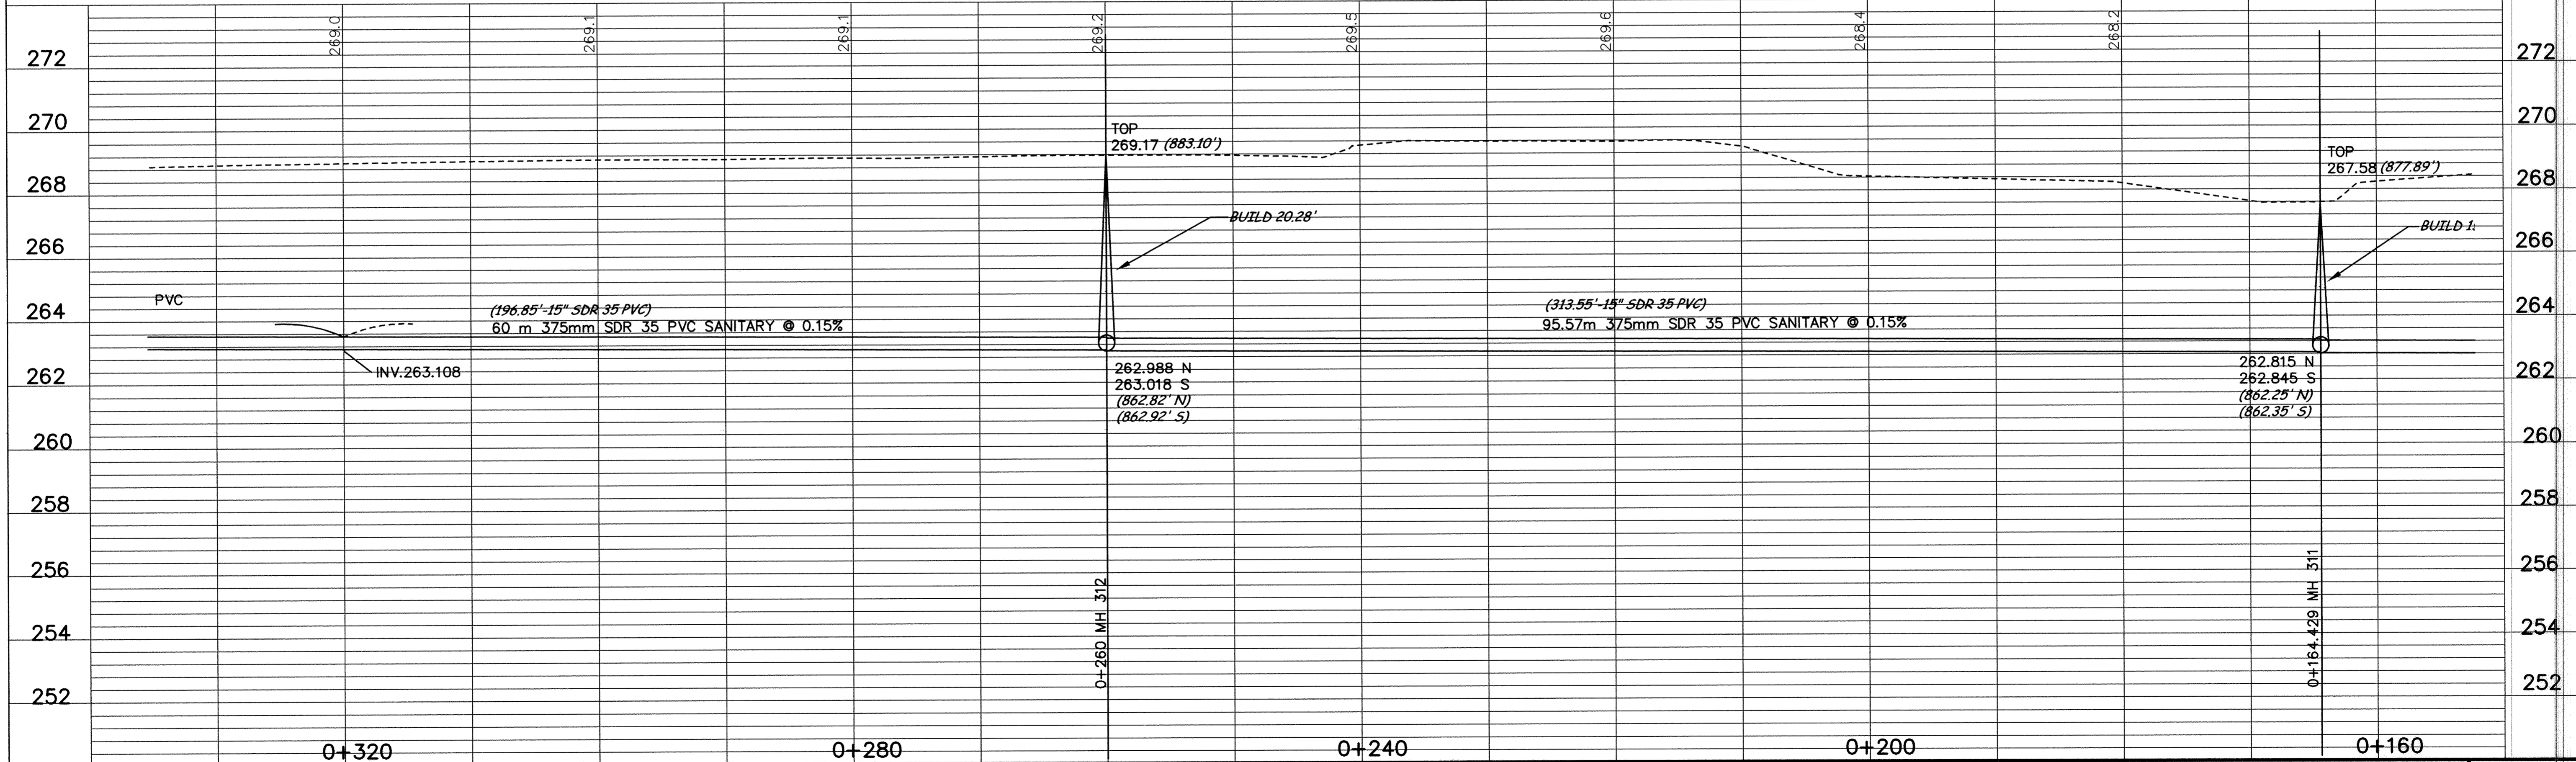 269.0
269.1
269.1
269.2
269.5
269.6
268.4
268.2
272
272
270
270
TOP
269.17 (883.10')
TOP
267.58 (877.89')
268
268
BUILD 20.28'
BUILD 1
266
266
PVC
264
264
(196.85'-15" SDR 35 PVC)
60 m 375mm SDR 35 PVC SANITARY @ 0.15%
(313.55'-15" SDR 35 PVC)
95.57m 375mm SDR 35 PVC SANITARY @ 0.15%
INV.263.108
262
262
262.988 N
263.018 S
(862.82' N)
(862.92' S)
262.815 N
262.845 S
(862.25' N)
(862.35' S)
260
260
258
258
256
256
0+260 MH 312
0+164.429 MH 311
254
254
252
252
0+320
0+280
0+240
0+200
0+160